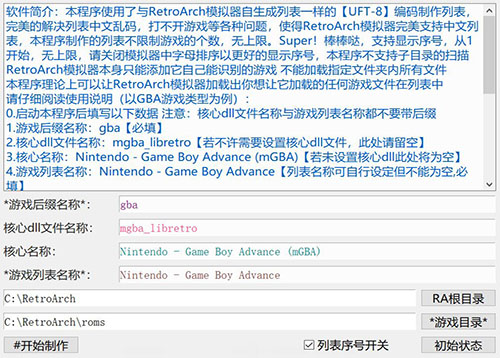 软件简介：本程序使用了与RetroArch模拟器自生成列表一样的【UFT-8】编码制作列表，
完美的解决列表中文乱码，打不开游戏等各种问题，使得RetroArch模拟器完美支持中文列
表，本程序制作的列表不限制游戏的个数，无上限。Super！棒棒哒，支持显示序号，从1
开始，无上限，请关闭模拟器中字母排序以更好的显示序号，本程序不支持子目录的扫描
RetroArch模拟器本身只能添加它自己能识别的游戏 不能加载指定文件夹内所有文件
本程序理论上可以让RetroArch模拟器加载出你想让它加载的任何游戏文件在列表中
请仔细阅读使用说明（以GBA游戏类型为例）：
0.启动本程序后填写以下数据 注意：核心dll文件名称与游戏列表名称都不要带后缀
1.游戏后缀名称：gba【必填】
2.核心dll文件名称：mgba_libretro【若不许需要设置核心dll文件，此处请留空】
3.核心名称：Nintendo - Game Boy Advance (mGBA)【若未设置核心dll此处将为空】
4.游戏列表名称：Nintendo - Game Boy Advance【列表名称可自行设定但不能为空,必
填】
*游戏后缀名称*： gba
核心dll文件名称： mgba_libretro
核心名称： Nintendo - Game Boy Advance (mGBA)
*游戏列表名称*： Nintendo - Game Boy Advance
C:\RetroArch RA根目录
C:\RetroArch\roms *游戏目录*
#开始制作 列表序号开关 初始状态